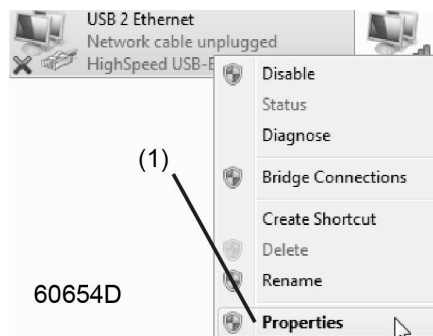 USB 2 Ethernet
Network cable unplugged
HighSpeed USB-E
Disable
Status
Diagnose
(1)
Bridge Connections
Create Shortcut
Delete
Rename
60654D
Properties